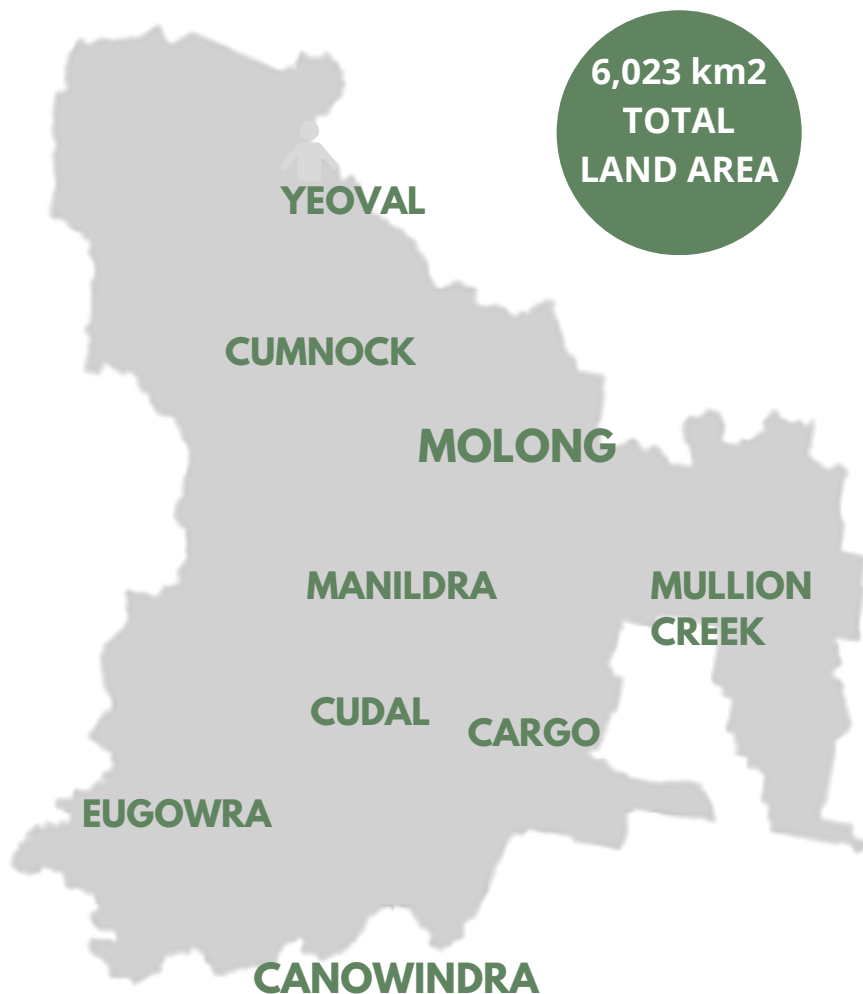 6,023 km2
TOTAL
LAND AREA
YEOVAL
CUMNOCK
MOLONG
MANILDRA
MULLION
CREEK
CUDAL
CARGO
EUGOWRA
CANOWINDRA